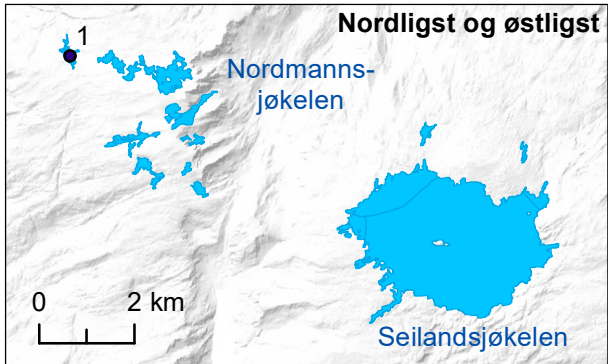 Nordligst og østligst
1
Nordmanns-
jøkelen
0 2 km
Seilandsjøkelen